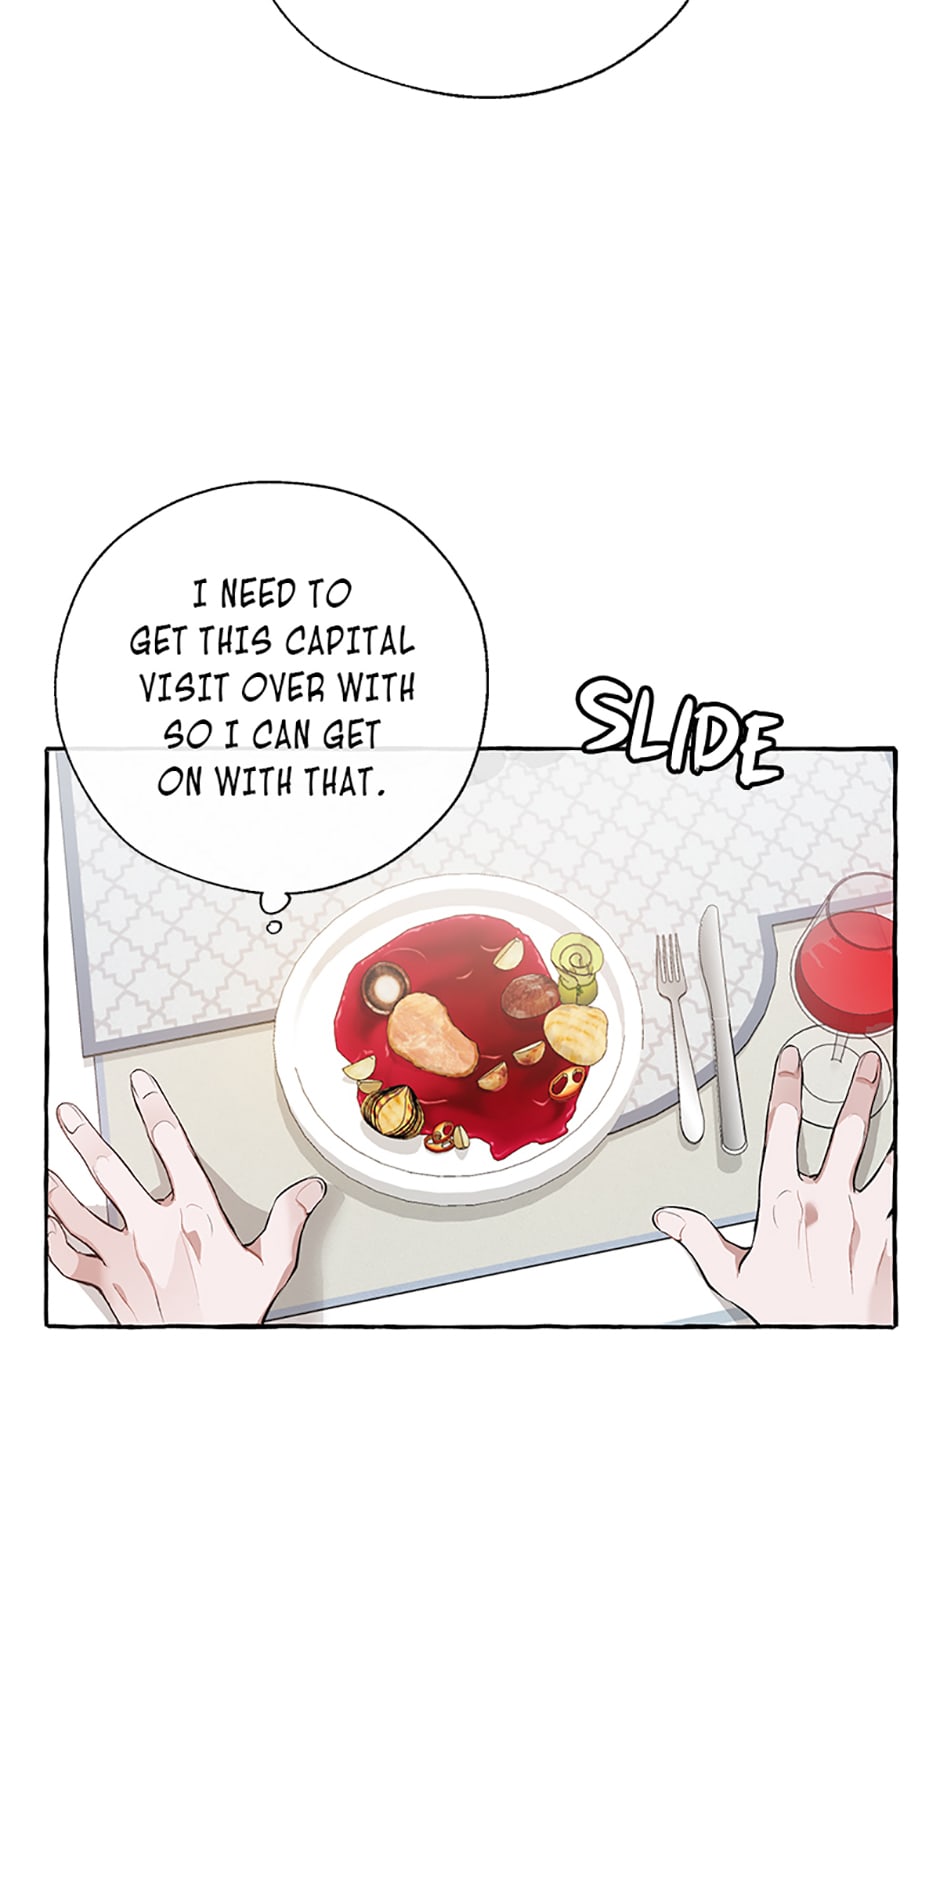 I NEED TO
GET THIS CAPITAL
VISIT OVER WITH
SO I CAN GET
ON WITH THAT.
SLIDE